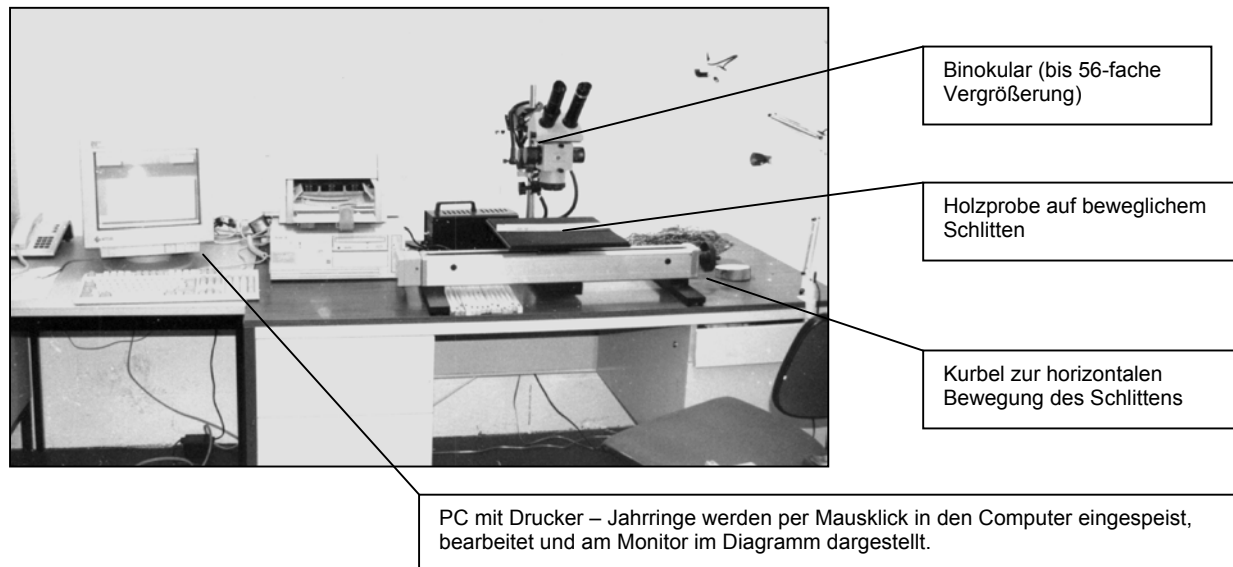 Binokular (bis 56-fache
Vergrößerung)
Holzprobe auf beweglichem
Schlitten
Kurbel zur horizontalen
Bewegung des Schlittens
PC mit Drucker – Jahrringe werden per Mausklick in den Computer eingespeist,
bearbeitet und am Monitor im Diagramm dargestellt.